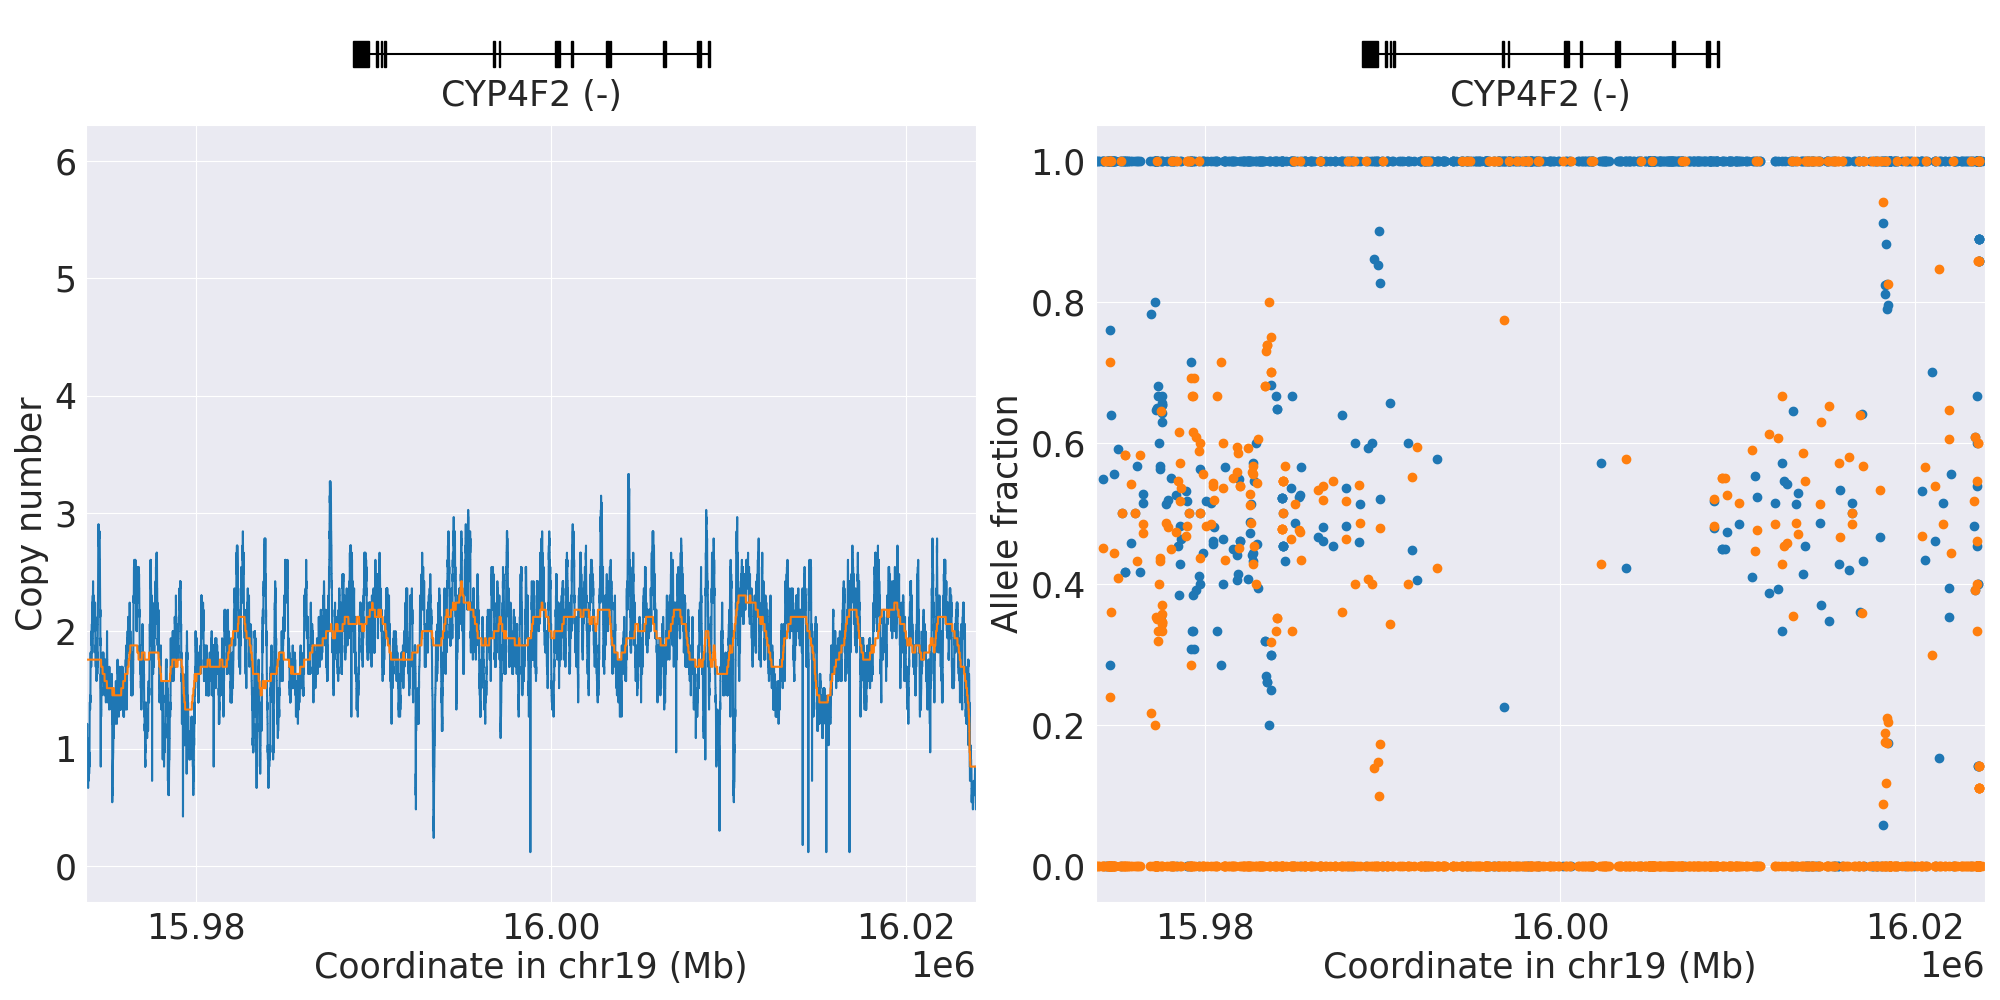 CYP4F2 (-)
6
5
4
3
2
1
0
Copy number
15.98
16.00
16.02
Coordinate in chr19 (Mb)
1e6
CYP4F2 (-)
1.0
0.8
0.6
0.4
0.2
0.0
Allele fraction
15.98
16.00
16.02
Coordinate in chr19 (Mb)
1e6